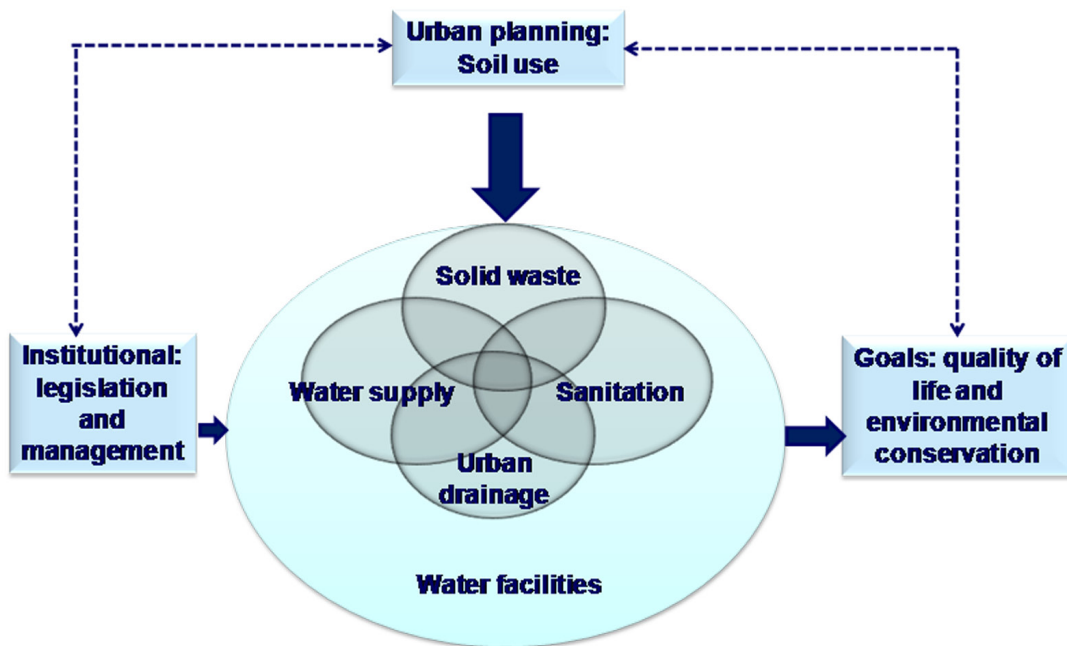 Urban planning:
Soil use
Solid waste
Institutional:
legislation
and
management
Water supply
Sanitation
Goals: quality of
life and
environmental
conservation
Urban
drainage
Water facilities